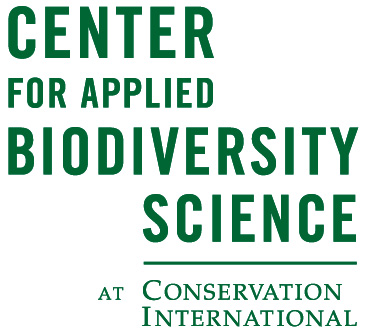 CENTER
FOR APPLIED
BIODIVERSITY
SCIENCE
AT CONSERVATION
INTERNATIONAL